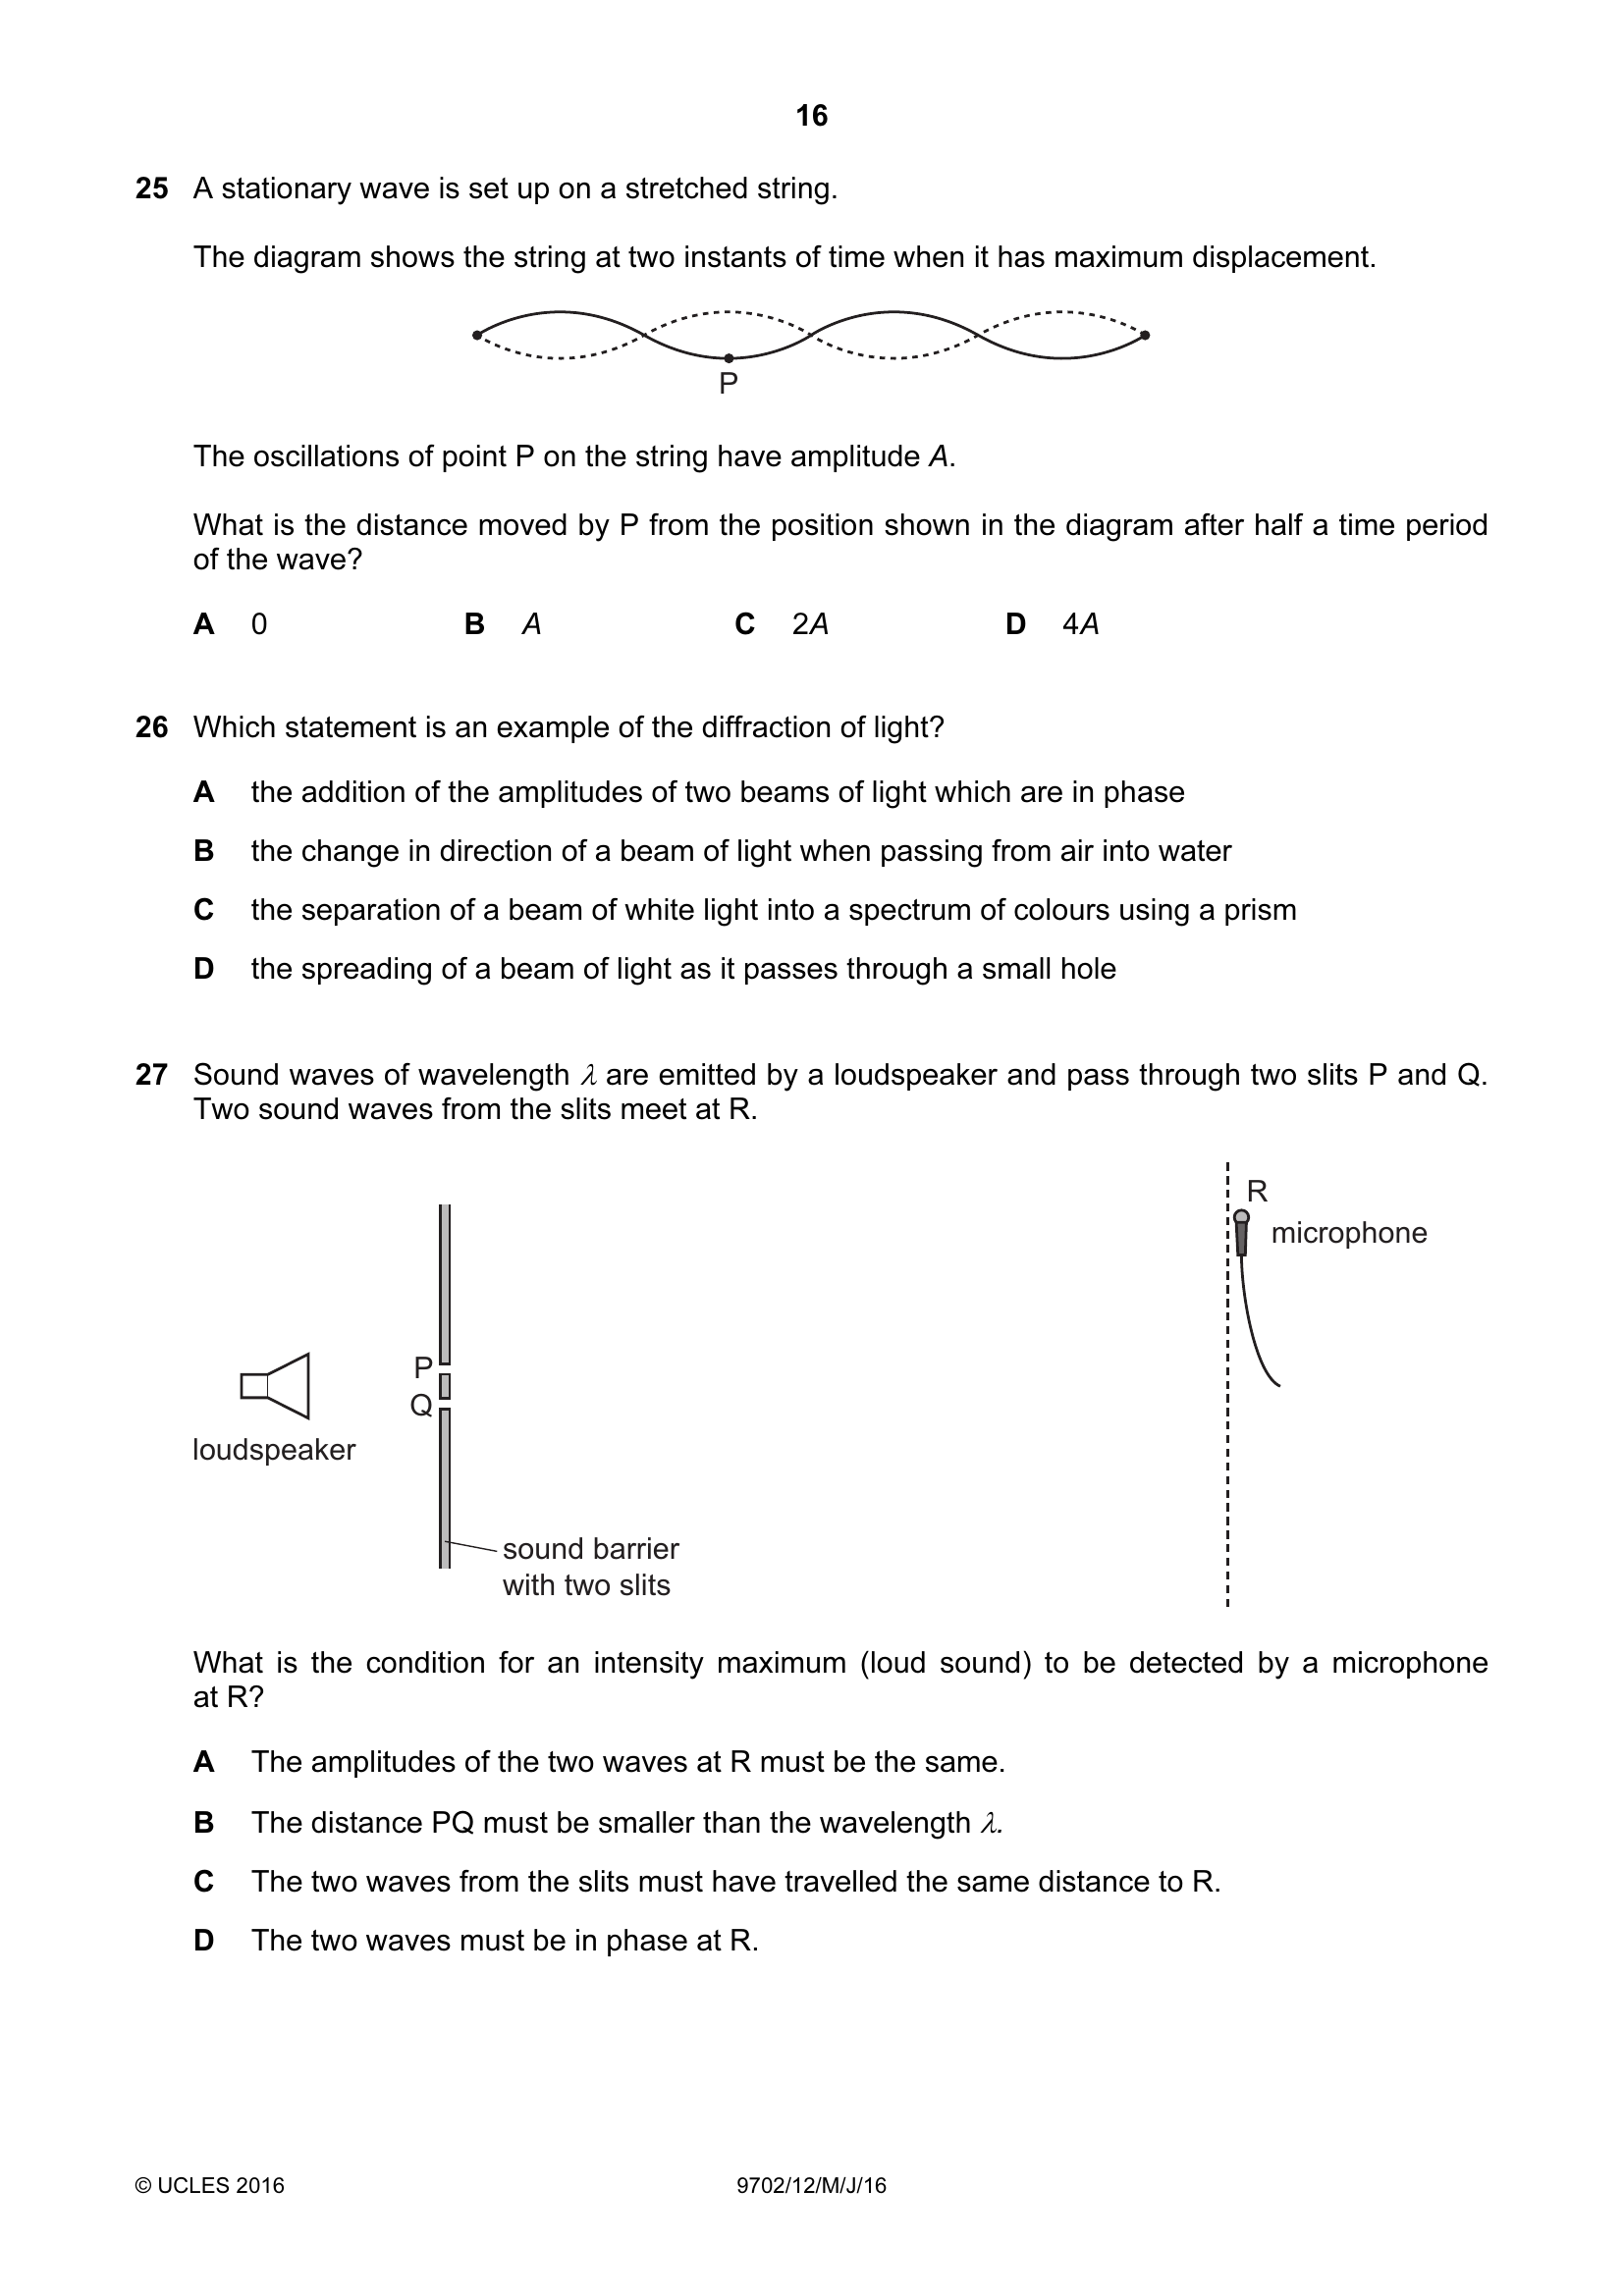 16
25 A stationary wave is set up on a stretched string.
The diagram shows the string at two instants of time when it has maximum displacement.
P
The oscillations of point P on the string have amplitude A.
What is the distance moved by P from the position shown in the diagram after half a time period
of the wave?
A 0 B A C 2A D 4A
26 Which statement is an example of the diffraction of light?
A the addition of the amplitudes of two beams of light which are in phase
B the change in direction of a beam of light when passing from air into water
C the separation of a beam of white light into a spectrum of colours using a prism
D the spreading of a beam of light as it passes through a small hole
27 Sound waves of wavelength λ are emitted by a loudspeaker and pass through two slits P and Q.
Two sound waves from the slits meet at R.
R
microphone
P
Q
loudspeaker
sound barrier
with two slits
What is the condition for an intensity maximum (loud sound) to be detected by a microphone
at R?
A The amplitudes of the two waves at R must be the same.
B The distance PQ must be smaller than the wavelength λ.
C The two waves from the slits must have travelled the same distance to R.
D The two waves must be in phase at R.
© UCLES 2016 9702/12/M/J/16